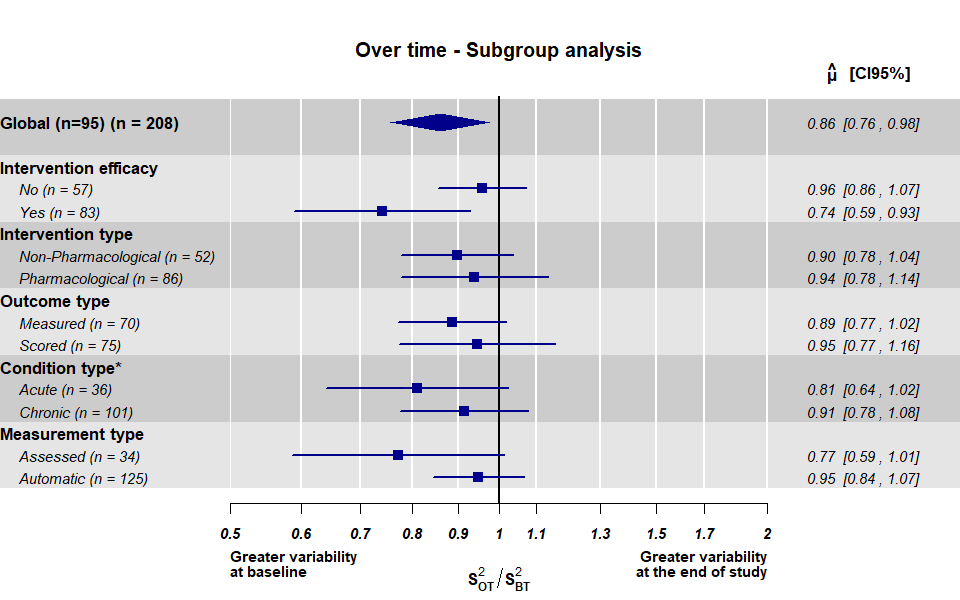 Over time - Subgroup analysis
μ̂ [CI95%]
Global (n=95) (n = 208) 0.86 [0.76 , 0.98]
Intervention efficacy
No (n = 57) 0.96 [0.86 , 1.07]
Yes (n = 83) 0.74 [0.59 , 0.93]
Intervention type
Non-Pharmacological (n = 52) 0.90 [0.78 , 1.04]
Pharmacological (n = 86) 0.94 [0.78 , 1.14]
Outcome type
Measured (n = 70) 0.89 [0.77 , 1.02]
Scored (n = 75) 0.95 [0.77 , 1.16]
Condition type*
Acute (n = 36) 0.81 [0.64 , 1.02]
Chronic (n = 101) 0.91 [0.78 , 1.08]
Measurement type
Assessed (n = 34) 0.77 [0.59 , 1.01]
Automatic (n = 125) 0.95 [0.84 , 1.07]
0.5 0.6 0.7 0.8 0.9 1 1.1 1.3 1.5 1.7 2
Greater variability
at baseline
Greater variability
at the end of study
S²OT / S²BT